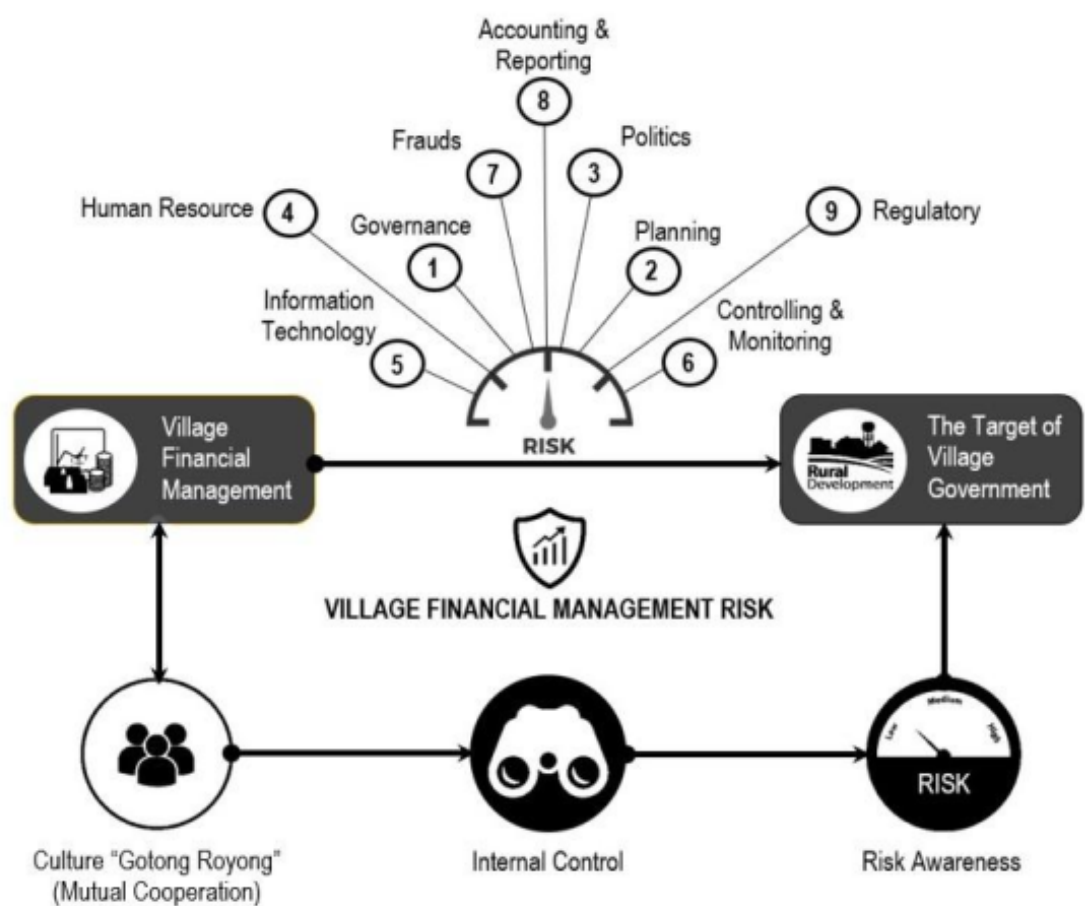 Accounting &
Reporting
8
Frauds
7
Politics
3
Human Resource
4
9
Regulatory
Governance
1
Planning
2
Information
Technology
5
Controlling &
Monitoring
6
RISK
Village
Financial
Management
Rural
Development
The Target of
Village
Government
VILLAGE FINANCIAL MANAGEMENT RISK
Low
Medium
High
RISK
Culture “Gotong Royong”
(Mutual Cooperation)
Internal Control
Risk Awareness